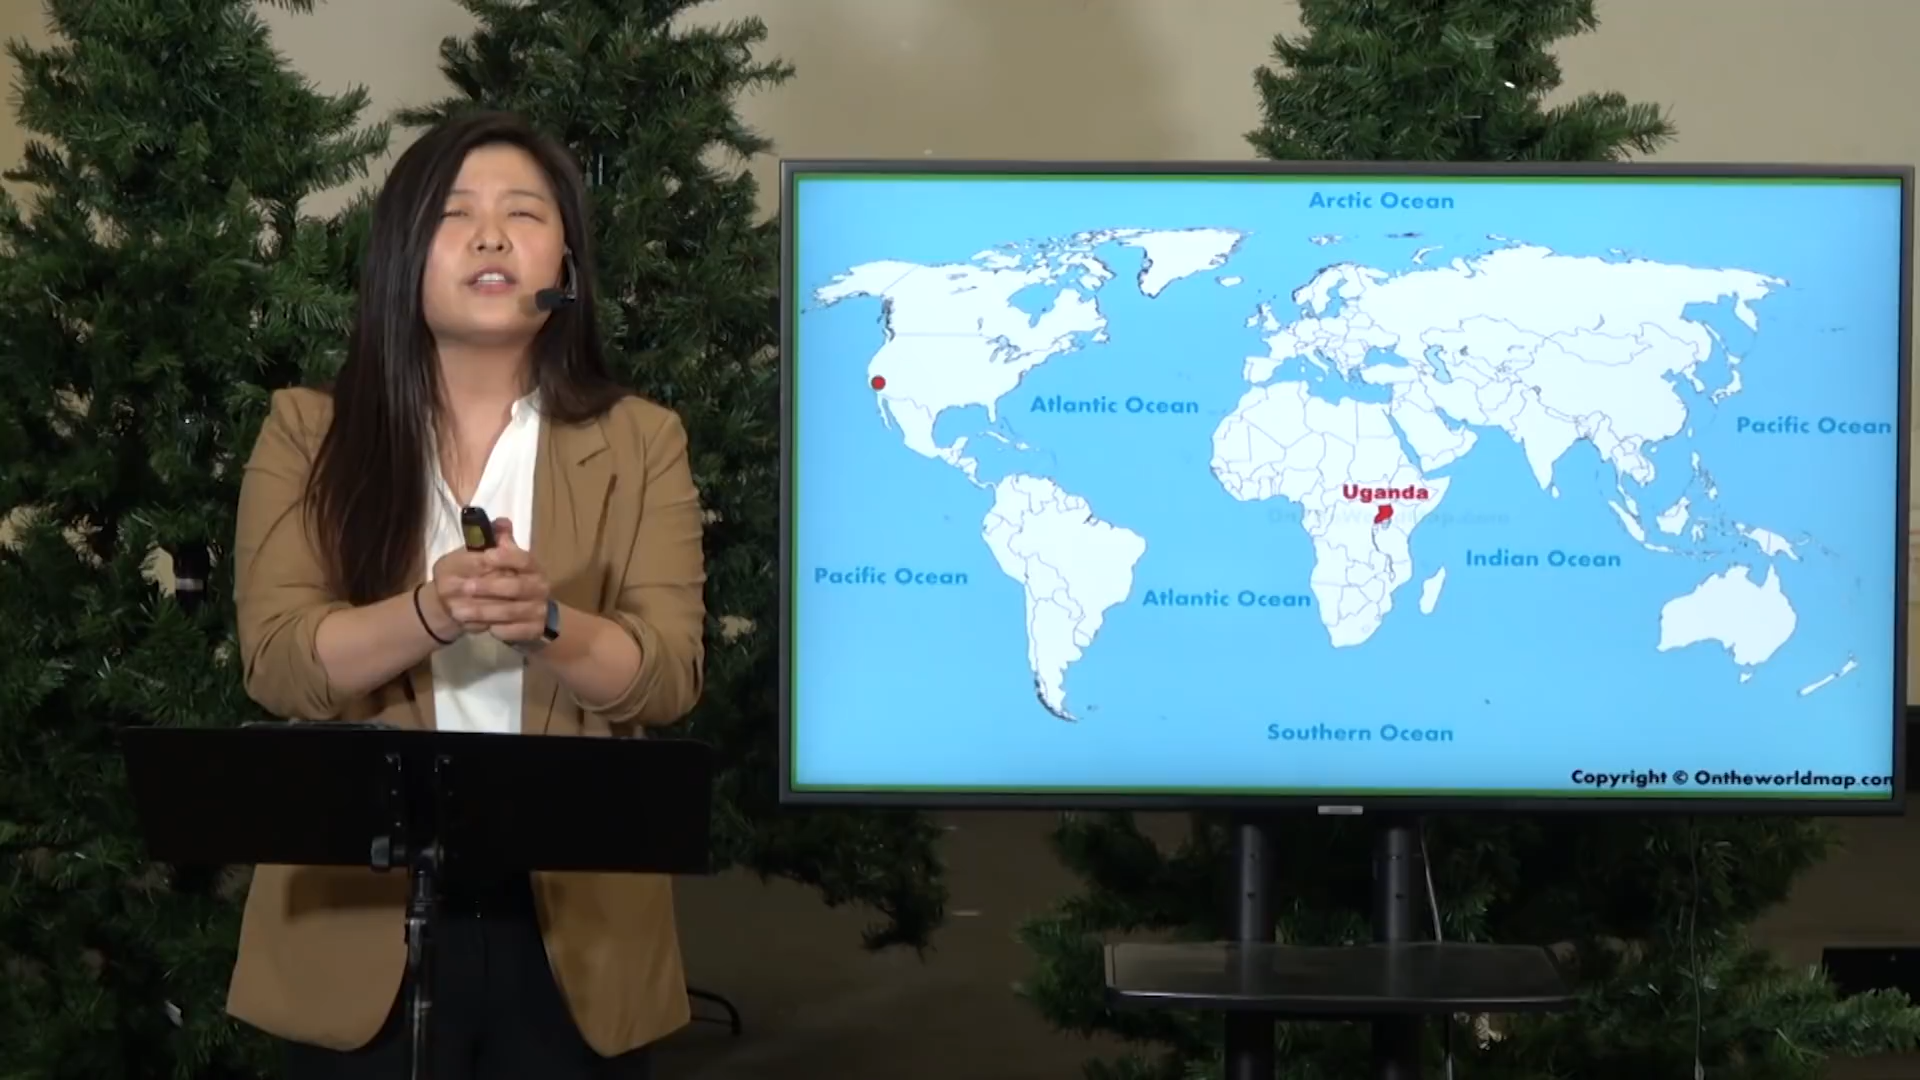 Arctic Ocean
Atlantic Ocean
Pacific Ocean
Uganda
Indian Ocean
Pacific Ocean
Atlantic Ocean
Southern Ocean
Copyright © Ontheworldmap.com